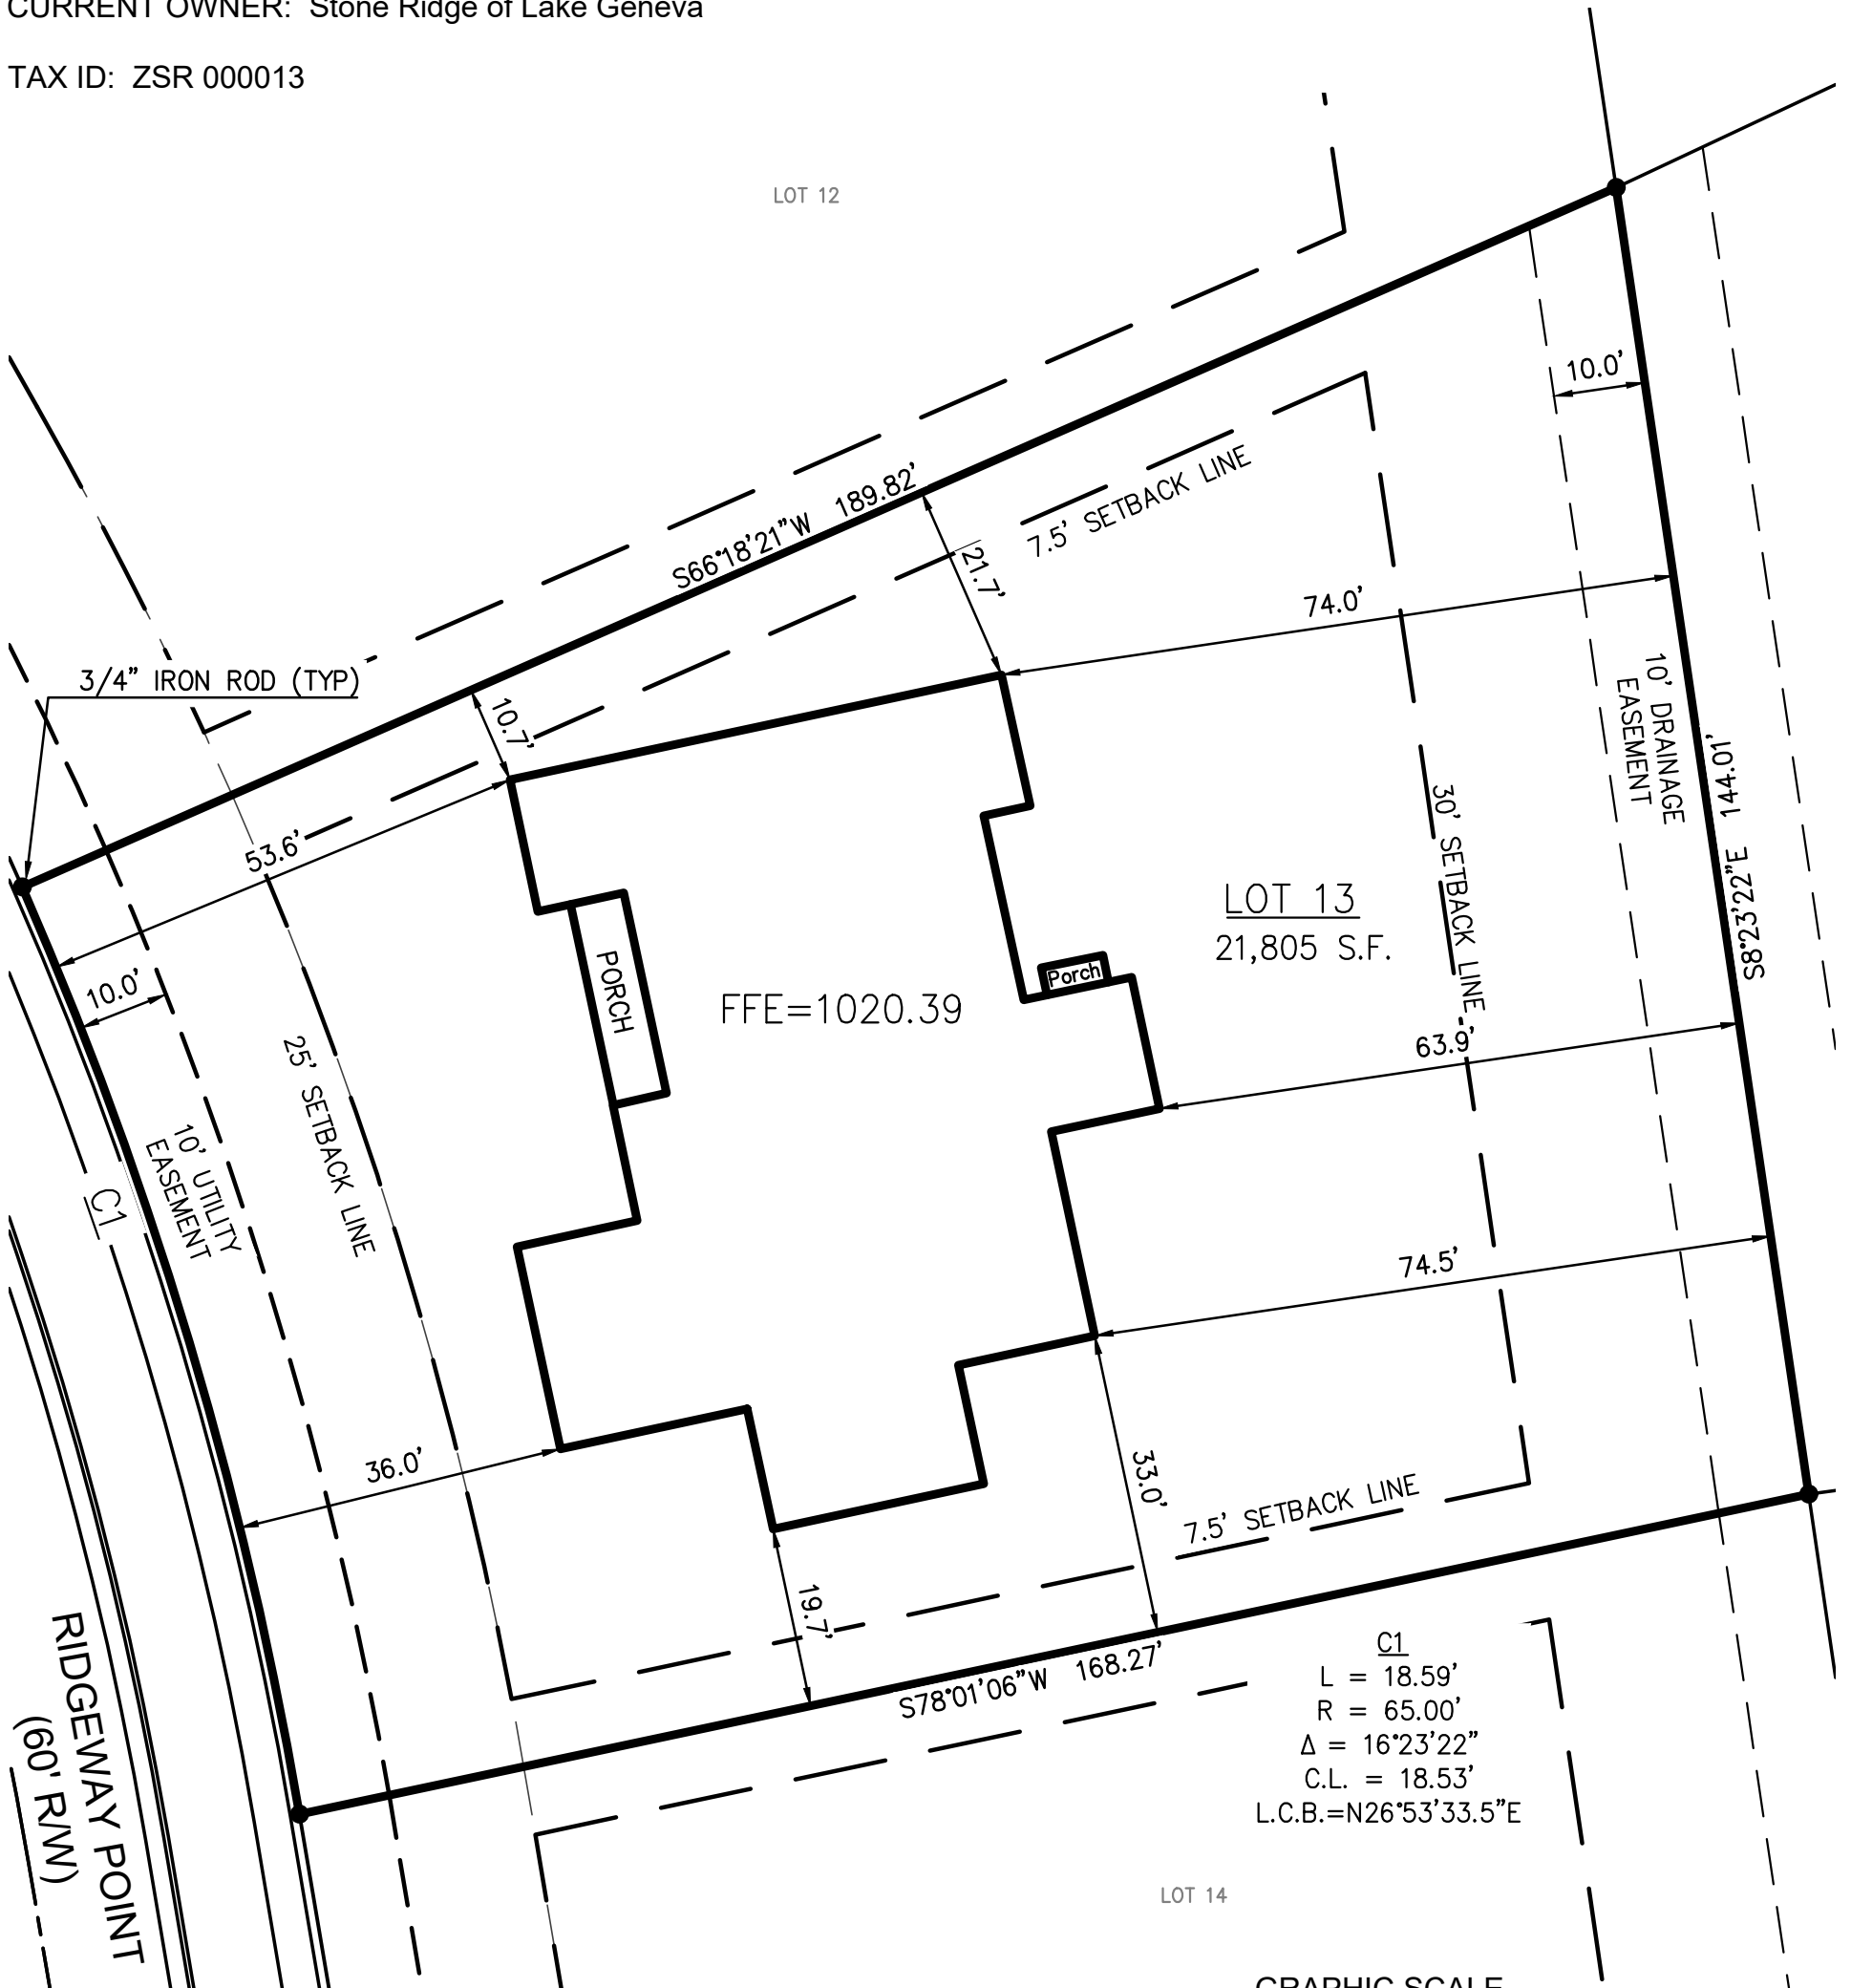 CURRENT OWNER: Stone Ridge of Lake Geneva
TAX ID: ZSR 000013
LOT 12
10.0'
S66°18'21"W 189.82'
7.5' SETBACK LINE
21.7'
74.0'
3/4" IRON ROD (TYP)
10.7'
10' DRAINAGE
EASEMENT
S8°23'22"E 144.01'
53.6'
30' SETBACK LINE
LOT 13
21,805 S.F.
PORCH
Porch
FFE=1020.39
10.0'
63.9'
25' SETBACK LINE
10' UTILITY
EASEMENT
C1
74.5'
36.0'
33.0'
7.5' SETBACK LINE
19.7'
S78°01'06"W 168.27'
RIDGEWAY POINT
(60' R/W)
C1
L = 18.59'
R = 65.00'
Δ = 16°23'22"
C.L. = 18.53'
L.C.B.=N26°53'33.5"E
LOT 14
GRAPHIC SCALE